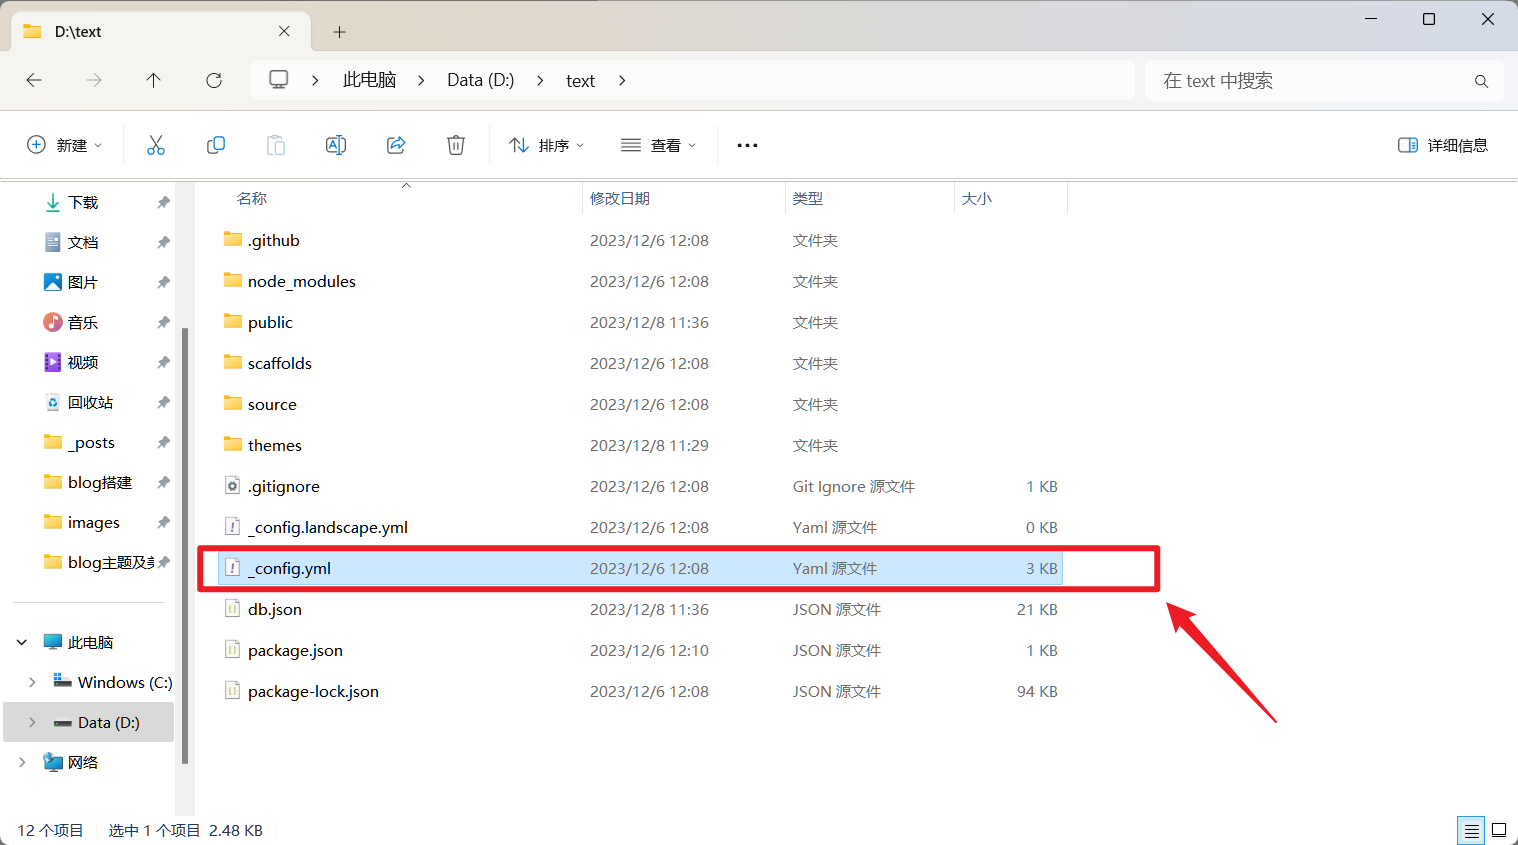 D:\text
此电脑 Data (D:) text
在 text 中搜索
新建 排序 查看 详细信息
名称 修改日期 类型 大小
下载
文档
图片
音乐
视频
回收站
_posts
blog搭建
images
blog主题及美
此电脑
Windows (C:)
Data (D:)
网络
.github 2023/12/6 12:08 文件夹
node_modules 2023/12/6 12:08 文件夹
public 2023/12/8 11:36 文件夹
scaffolds 2023/12/6 12:08 文件夹
source 2023/12/6 12:08 文件夹
themes 2023/12/8 11:29 文件夹
.gitignore 2023/12/6 12:08 Git Ignore 源文件 1 KB
_config.landscape.yml 2023/12/6 12:08 Yaml 源文件 0 KB
_config.yml 2023/12/6 12:08 Yaml 源文件 3 KB
db.json 2023/12/8 11:36 JSON 源文件 21 KB
package.json 2023/12/6 12:10 JSON 源文件 1 KB
package-lock.json 2023/12/6 12:08 JSON 源文件 94 KB
12 个项目 选中 1 个项目 2.48 KB